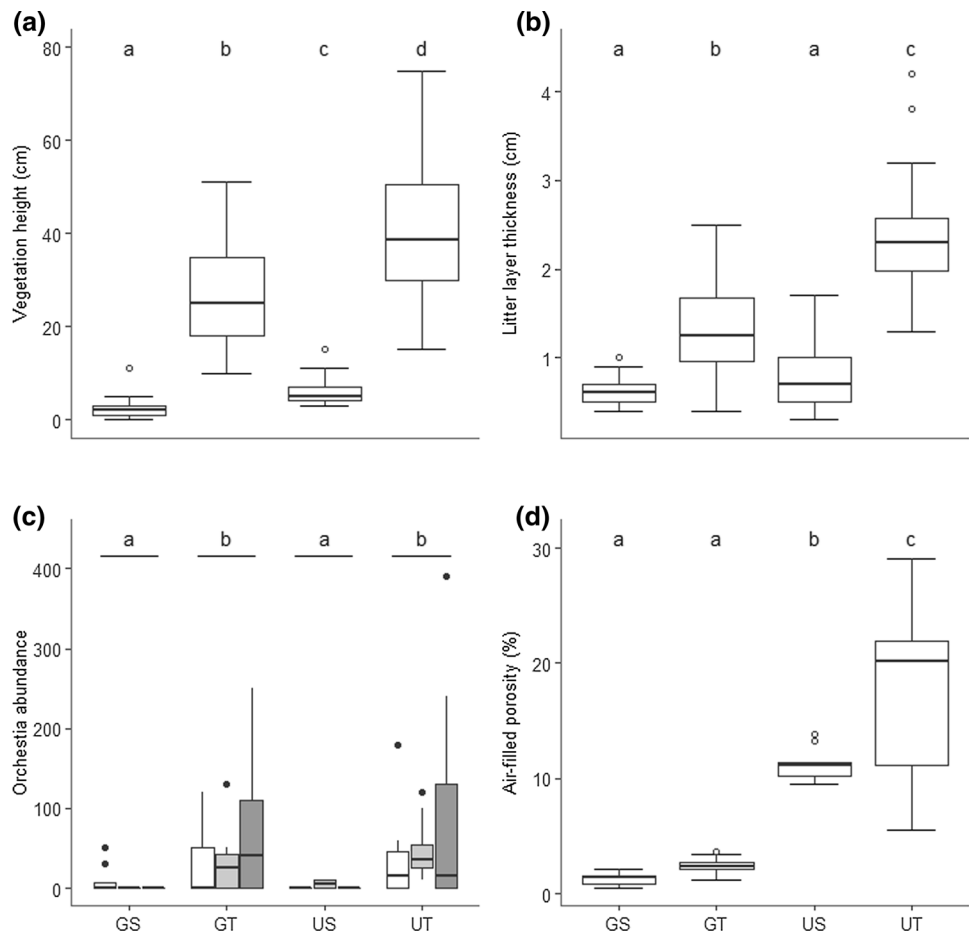 (a)
a b c d
Vegetation height (cm)
80
60
40
20
0
(b)
a b a c
Litter layer thickness (cm)
4
3
2
1
(c)
a b a b
Orchestia abundance
400
300
200
100
0
GS GT US UT
(d)
a a b c
Air-filled porosity (%)
30
20
10
0
GS GT US UT